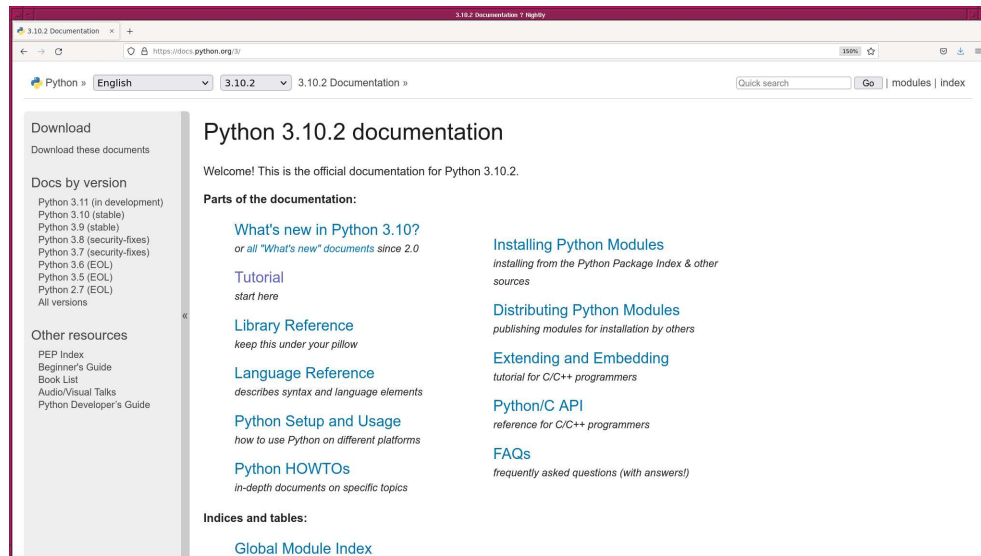 3.10.2 Documentation ? Nightly
3.10.2 Documentation × +
https://docs.python.org/3/ 150%
Python » English 3.10.2 3.10.2 Documentation » Quick search Go | modules | index
Download
Download these documents
Docs by version
Python 3.11 (in development)
Python 3.10 (stable)
Python 3.9 (stable)
Python 3.8 (security-fixes)
Python 3.7 (security-fixes)
Python 3.6 (EOL)
Python 3.5 (EOL)
Python 2.7 (EOL)
All versions
Other resources
PEP Index
Beginner's Guide
Book List
Audio/Visual Talks
Python Developer's Guide
«
Python 3.10.2 documentation
Welcome! This is the official documentation for Python 3.10.2.
Parts of the documentation:
What's new in Python 3.10?
or all "What's new" documents since 2.0
Tutorial
start here
Library Reference
keep this under your pillow
Language Reference
describes syntax and language elements
Python Setup and Usage
how to use Python on different platforms
Python HOWTOs
in-depth documents on specific topics
Installing Python Modules
installing from the Python Package Index & other
sources
Distributing Python Modules
publishing modules for installation by others
Extending and Embedding
tutorial for C/C++ programmers
Python/C API
reference for C/C++ programmers
FAQs
frequently asked questions (with answers!)
Indices and tables:
Global Module Index